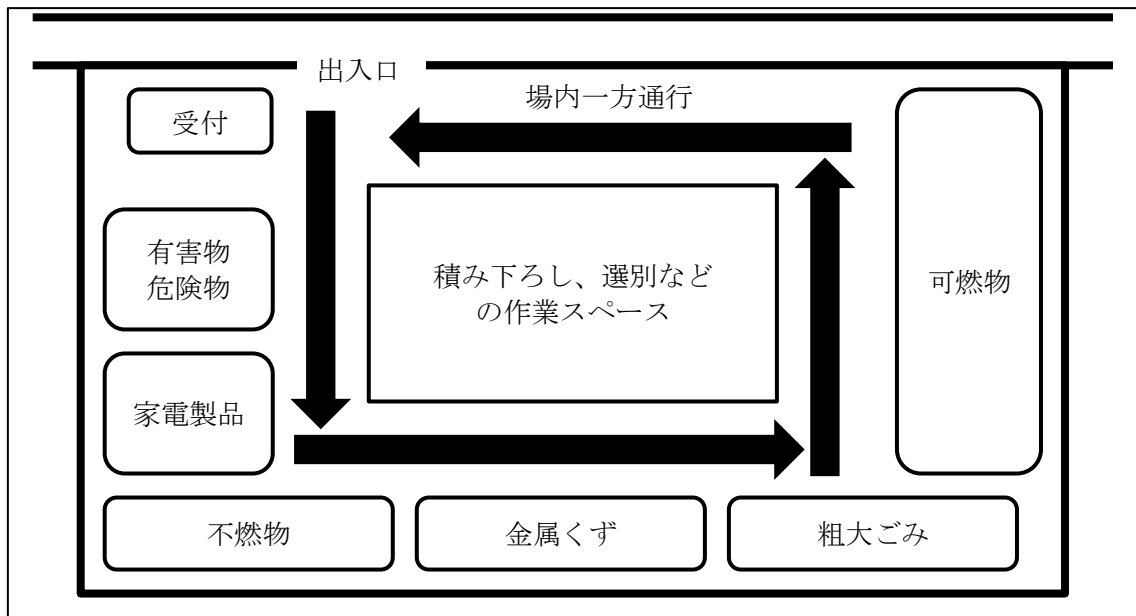 出入口
場内一方通行
受付
有害物
危険物
積み下ろし、選別など
の作業スペース
可燃物
家電製品
不燃物
金属くず
粗大ごみ